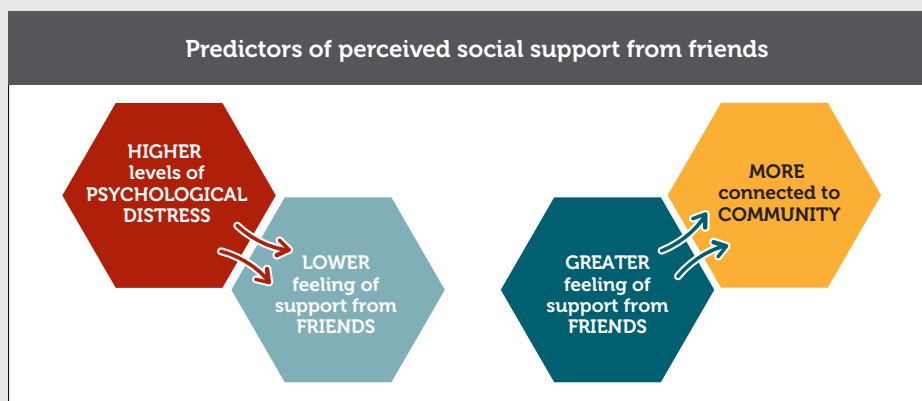 Predictors of perceived social support from friends
HIGHER
levels of
PSYCHOLOGICAL
DISTRESS
LOWER
feeling of
support from
FRIENDS
GREATER
feeling of
support from
FRIENDS
MORE
connected to
COMMUNITY